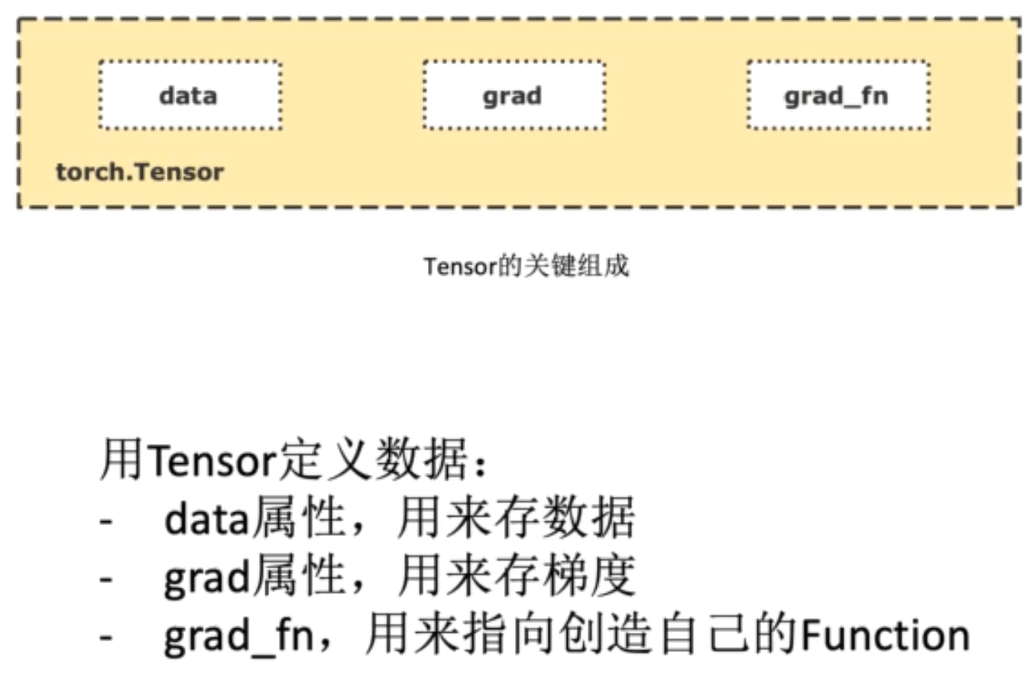 data grad grad_fn
torch.Tensor
Tensor的关键组成
用Tensor定义数据：
- data属性，用来存数据
- grad属性，用来存梯度
- grad_fn，用来指向创造自己的Function